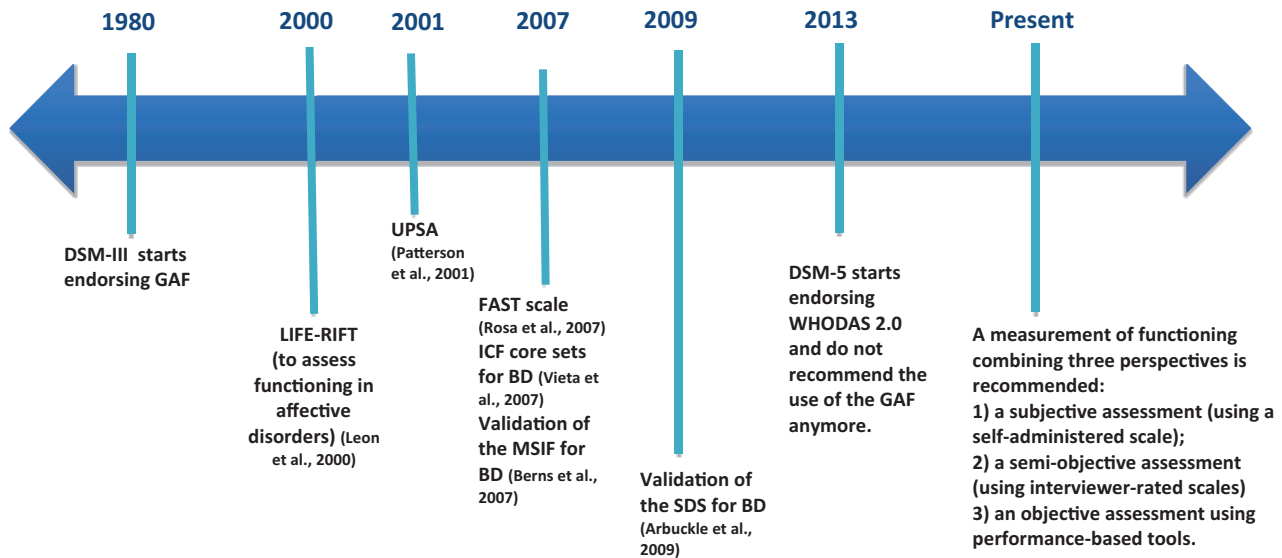 1980
2000
2001
2007
2009
2013
Present
DSM-III starts
endorsing GAF
LIFE-RIFT
(to assess
functioning in
affective
disorders) (Leon
et al., 2000)
UPSA
(Patterson
et al., 2001)
FAST scale
(Rosa et al., 2007)
ICF core sets
for BD (Vieta et
al., 2007)
Validation of
the MSIF for
BD (Berns et al.,
2007)
Validation of
the SDS for BD
(Arbuckle et al.,
2009)
DSM-5 starts
endorsing
WHODAS 2.0
and do not
recommend the
use of the GAF
anymore.
A measurement of functioning
combining three perspectives is
recommended:
1) a subjective assessment (using a
self-administered scale);
2) a semi-objective assessment
(using interviewer-rated scales)
3) an objective assessment using
performance-based tools.